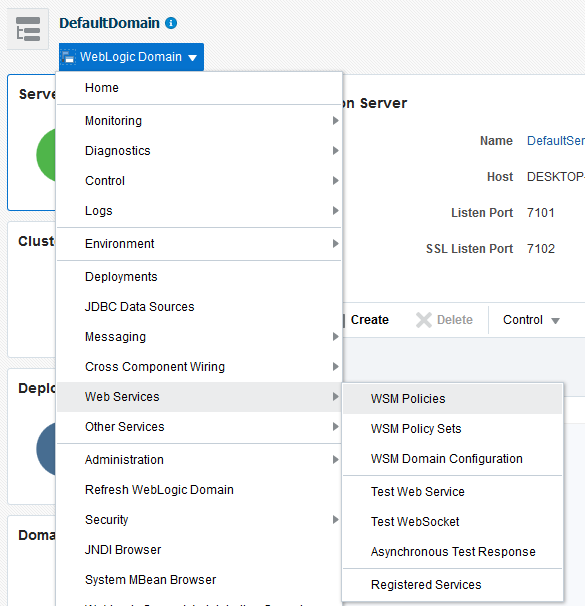 DefaultDomain
WebLogic Domain
Serve
Home
Monitoring
Diagnostics
Control
Logs
Environment
Deployments
JDBC Data Sources
Messaging
Cross Component Wiring
Web Services
Other Services
Administration
Refresh WebLogic Domain
Security
JNDI Browser
System MBean Browser
Clust
Deplo
Doma
on Server
Name DefaultSer
Host DESKTOP-
Listen Port 7101
SSL Listen Port 7102
Create Delete Control
WSM Policies
WSM Policy Sets
WSM Domain Configuration
Test Web Service
Test WebSocket
Asynchronous Test Response
Registered Services